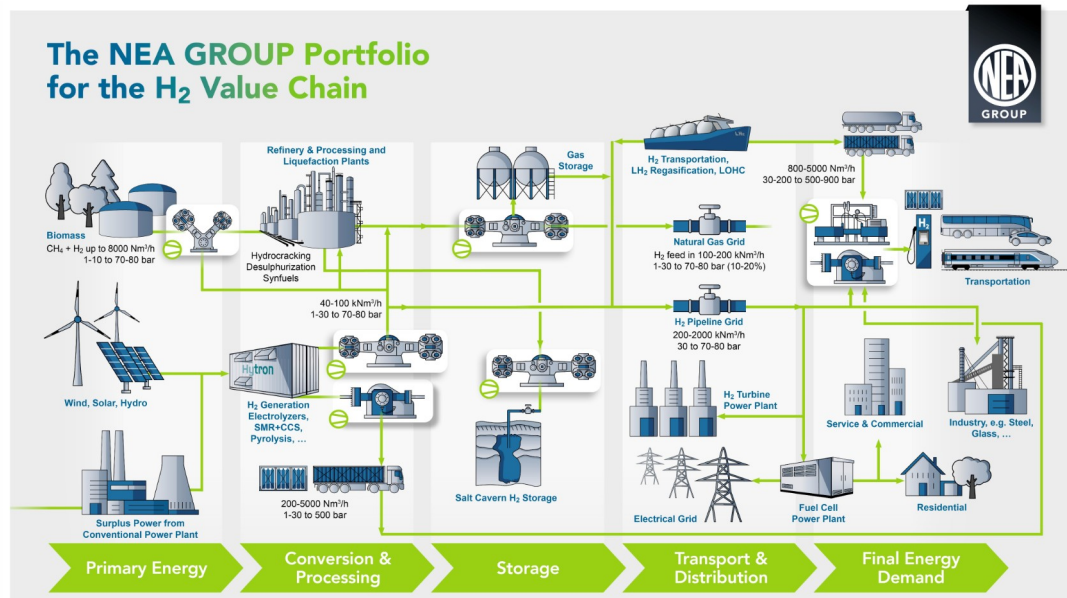 The NEA GROUP Portfolio
for the H₂ Value Chain
NEA
GROUP
Refinery & Processing and
Liquefaction Plants
Gas
Storage
H₂ Transportation,
LH₂ Regasification, LOHC
800-5000 Nm³/h
30-200 to 500-900 bar
Biomass
CH₄ + H₂ up to 8000 Nm³/h
1-10 to 70-80 bar
Hydrocracking
Desulphurization
Synfuels
Natural Gas Grid
H₂ feed in 100-200 kNm³/h
1-30 to 70-80 bar (10-20%)
H₂
Transportation
40-100 kNm³/h
1-30 to 70-80 bar
H₂ Pipeline Grid
200-2000 kNm³/h
30 to 70-80 bar
Wind, Solar, Hydro
Hytron
H₂ Generation
Electrolyzers,
SMR+CCS,
Pyrolysis, ...
H₂ Turbine
Power Plant
Service & Commercial
Industry, e.g. Steel,
Glass, ...
200-5000 Nm³/h
1-30 to 500 bar
Salt Cavern H₂ Storage
Surplus Power from
Conventional Power Plant
Electrical Grid
Fuel Cell
Power Plant
Residential
Primary Energy
Conversion &
Processing
Storage
Transport &
Distribution
Final Energy
Demand